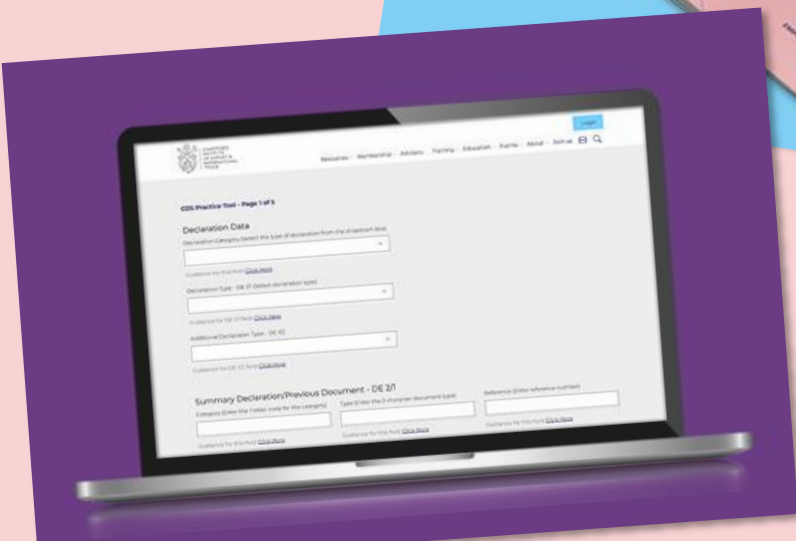 Login
CHARTERED
INSTITUTE
OF EXPORT &
INTERNATIONAL
TRADE
Resources Membership Advisory Training Education Events About Join us
CDS Practice Tool - Page 1 of 5
Declaration Data
Declaration Category (Select the type of declaration from the dropdown box)
Guidance for this field Click Here
Declaration Type - DE 1/1 (Select declaration type)
Guidance for DE 1/1 field Click Here
Additional Declaration Type - DE 1/2
Guidance for DE 1/2 field Click Here
Summary Declaration/Previous Document - DE 2/1
Category (Enter the 1 letter code for the category) Type (Enter the 3 character document type) Reference (Enter reference number)
Guidance for this field Click Here Guidance for this field Click Here Guidance for this field Click Here